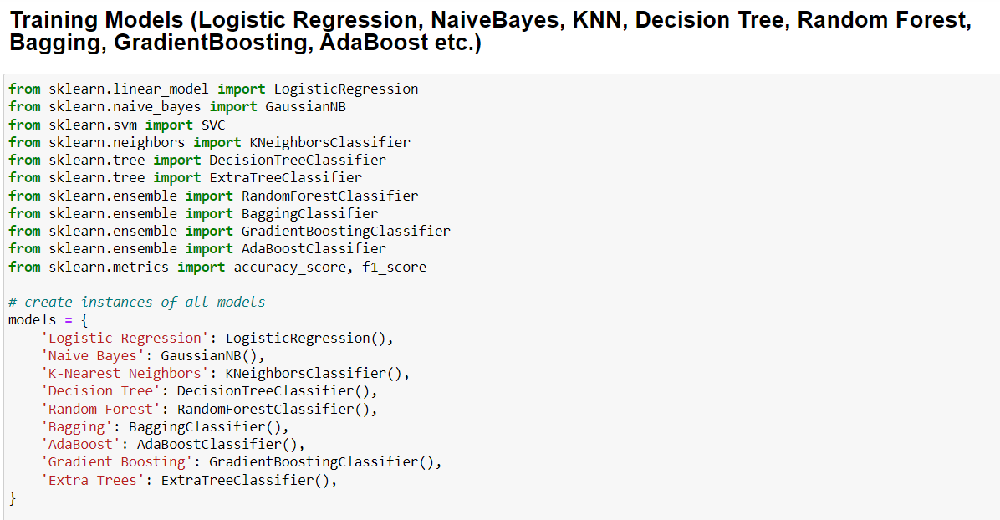 Training Models (Logistic Regression, NaiveBayes, KNN, Decision Tree, Random Forest,
Bagging, GradientBoosting, AdaBoost etc.)
from sklearn.linear_model import LogisticRegression
from sklearn.naive_bayes import GaussianNB
from sklearn.svm import SVC
from sklearn.neighbors import KNeighborsClassifier
from sklearn.tree import DecisionTreeClassifier
from sklearn.tree import ExtraTreeClassifier
from sklearn.ensemble import RandomForestClassifier
from sklearn.ensemble import BaggingClassifier
from sklearn.ensemble import GradientBoostingClassifier
from sklearn.ensemble import AdaBoostClassifier
from sklearn.metrics import accuracy_score, f1_score
# create instances of all models
models = {
    'Logistic Regression': LogisticRegression(),
    'Naive Bayes': GaussianNB(),
    'K-Nearest Neighbors': KNeighborsClassifier(),
    'Decision Tree': DecisionTreeClassifier(),
    'Random Forest': RandomForestClassifier(),
    'Bagging': BaggingClassifier(),
    'AdaBoost': AdaBoostClassifier(),
    'Gradient Boosting': GradientBoostingClassifier(),
    'Extra Trees': ExtraTreeClassifier(),
}